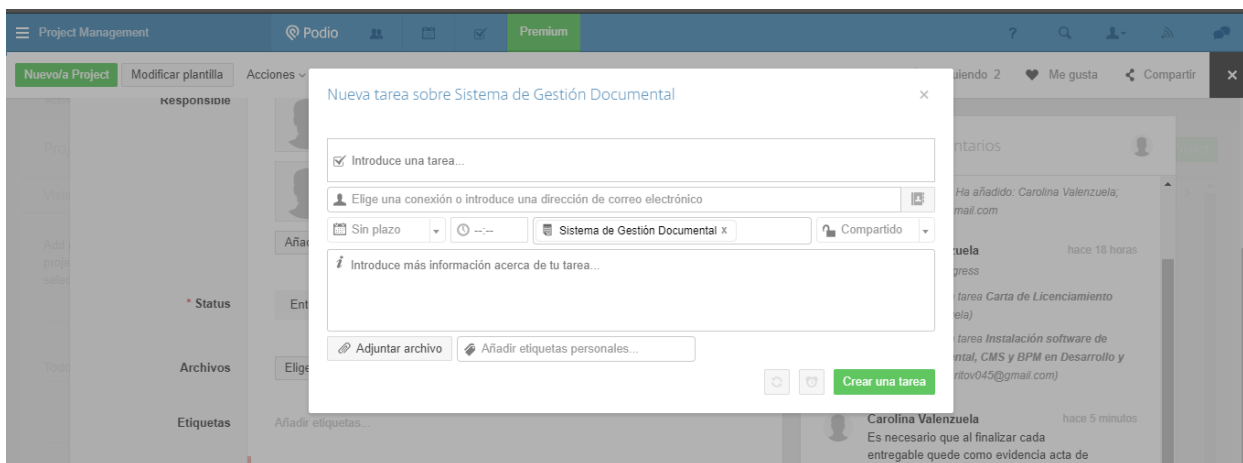 Project Management
Podio
Premium
?
Nuevo/a Project
Modificar plantilla
Acciones
uiendo 2
Me gusta
Compartir
Responsible
Nueva tarea sobre Sistema de Gestión Documental
ntarios
Introduce una tarea...
Elige una conexión o introduce una dirección de correo electrónico
Sin plazo
--:--
Sistema de Gestión Documental x
Compartido
Introduce más información acerca de tu tarea...
Adjuntar archivo
Añadir etiquetas personales...
Crear una tarea
Ha añadido: Carolina Valenzuela;
mail.com
zuela
hace 18 horas
gress
tarea Carta de Licenciamiento
ela)
tarea Instalación software de
ental, CMS y BPM en Desarrollo y
ritov045@gmail.com)
Carolina Valenzuela
hace 5 minutos
Es necesario que al finalizar cada
entregable quede como evidencia acta de
Añad
* Status
Ent
Archivos
Elige
Etiquetas
Añadir etiquetas...